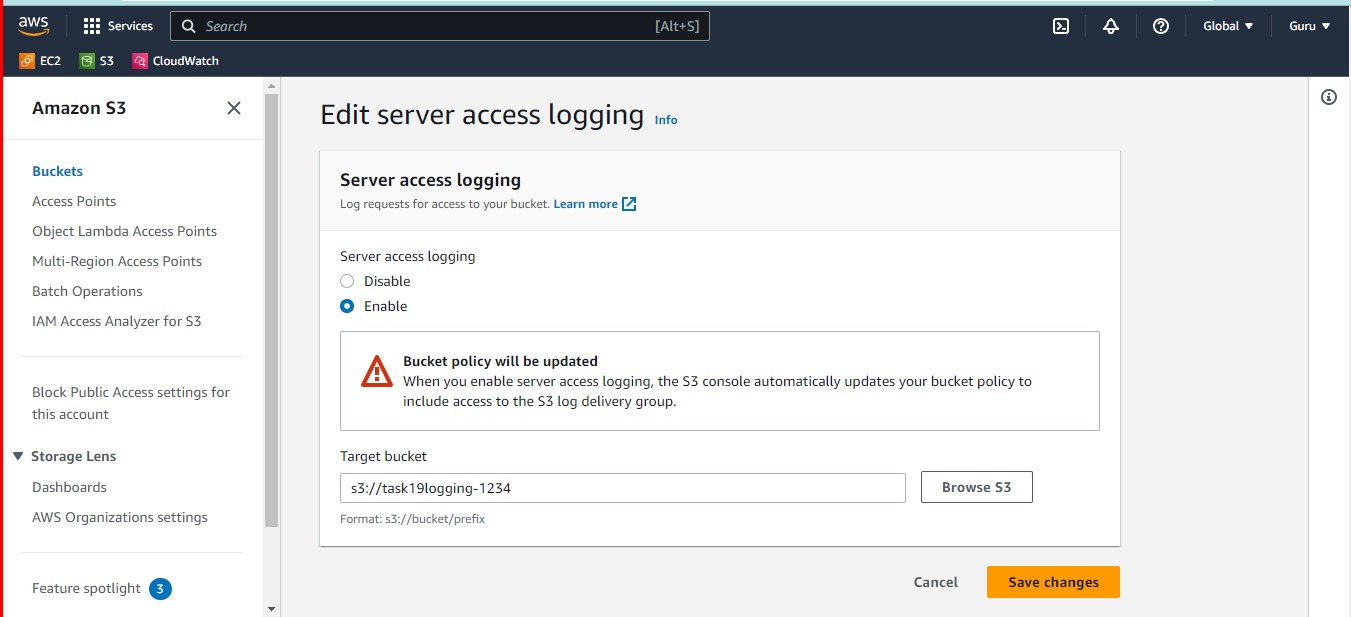 aws
Services
Search
[Alt+S]
Global
Guru
EC2
S3
CloudWatch
Amazon S3
Buckets
Access Points
Object Lambda Access Points
Multi-Region Access Points
Batch Operations
IAM Access Analyzer for S3
Block Public Access settings for
this account
Storage Lens
Dashboards
AWS Organizations settings
Feature spotlight 3
Edit server access logging Info
Server access logging
Log requests for access to your bucket. Learn more
Server access logging
Disable
Enable
Bucket policy will be updated
When you enable server access logging, the S3 console automatically updates your bucket policy to
include access to the S3 log delivery group.
Target bucket
s3://task19logging-1234
Browse S3
Format: s3://bucket/prefix
Cancel
Save changes